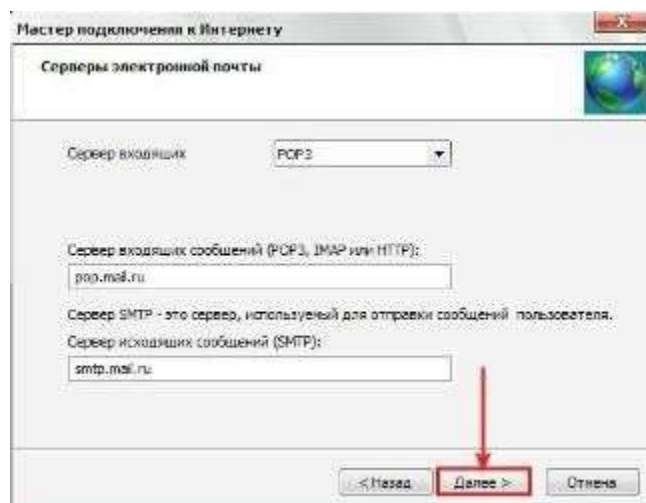 Мастер подключения к Интернету
Серверы электронной почты
Сервер входящих
POP3
Сервер входящих сообщений (POP3, IMAP или HTTP):
pop.mail.ru
Сервер SMTP - это сервер, используемый для отправки сообщений пользователя.
Сервер исходящих сообщений (SMTP):
smtp.mail.ru
< Назад Далее > Отмена